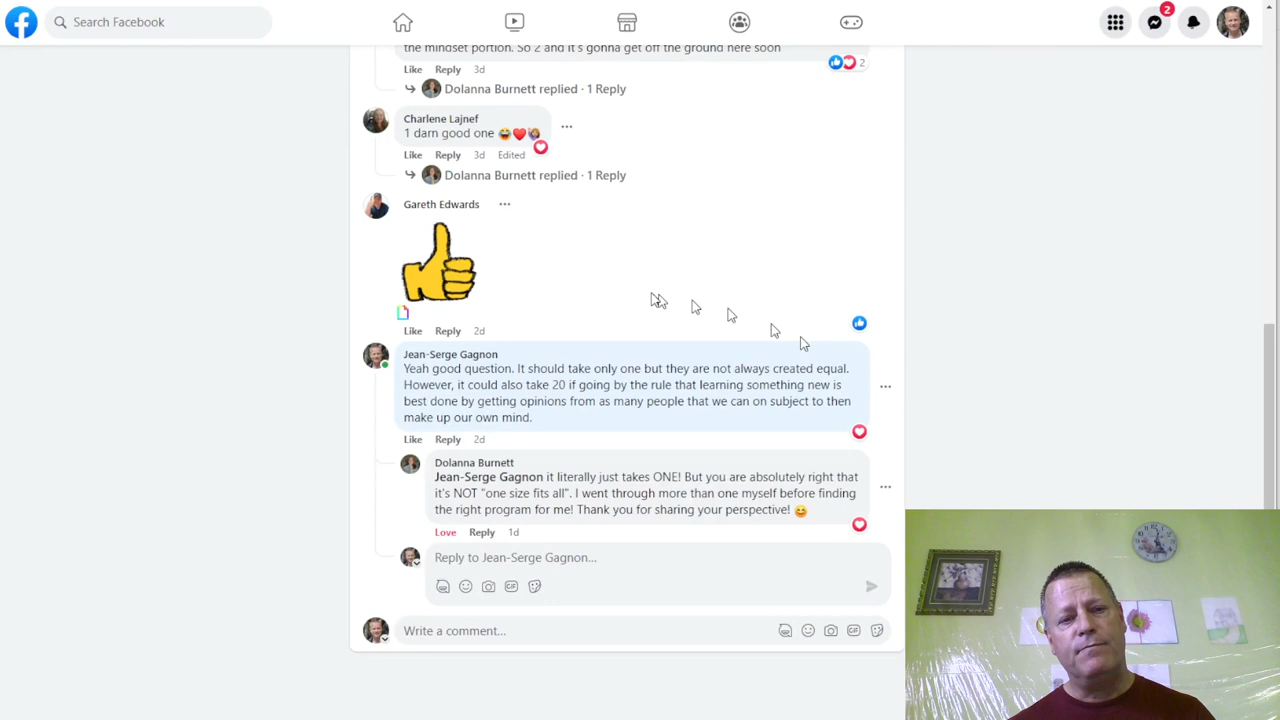 Search Facebook
2
the mindset portion. So 2 and it's gonna get off the ground here soon
2
Like Reply 3d
Dolanna Burnett replied · 1 Reply
Charlene Lajnef
1 darn good one 😂❤️🙋🏼‍♀️
Like Reply 3d Edited
Dolanna Burnett replied · 1 Reply
Gareth Edwards
Like Reply 2d
Jean-Serge Gagnon
Yeah good question. It should take only one but they are not always created equal.
However, it could also take 20 if going by the rule that learning something new is
best done by getting opinions from as many people that we can on subject to then
make up our own mind.
Like Reply 2d
Dolanna Burnett
Jean-Serge Gagnon it literally just takes ONE! But you are absolutely right that
it's NOT "one size fits all". I went through more than one myself before finding
the right program for me! Thank you for sharing your perspective! 😊
Love Reply 1d
Reply to Jean-Serge Gagnon...
GIF
Write a comment...
GIF